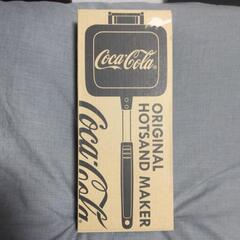 Coca-Cola®
ORIGINAL
HOTSAND MAKER
Coca-Cola